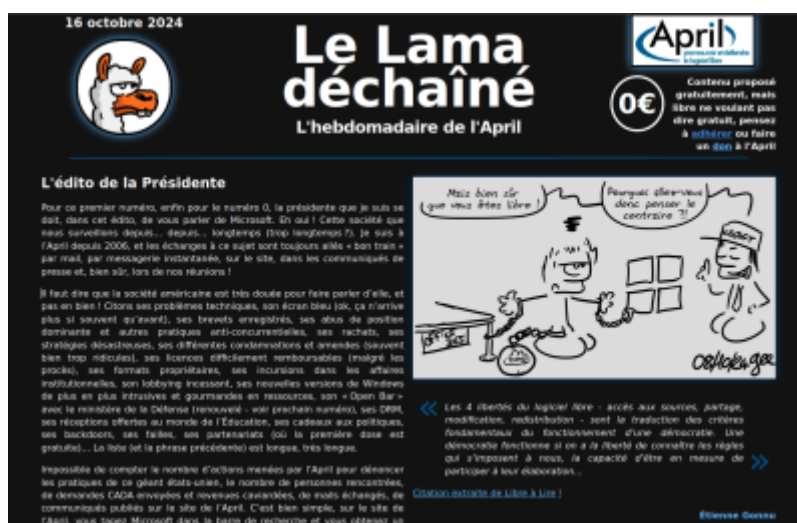 16 octobre 2024
Le Lama
déchaîné
L'hebdomadaire de l'April
April
0€
Contenu proposé
gratuitement, mais
libre ne voulant pas
dire gratuit, pensez
à adhérer ou faire
un don à l'April
L'édito de la Présidente
Pour ce premier numéro, enfin pour le numéro 0, la présidente que je suis se
doit, dans cet édito, de vous parler de Microsoft. Eh oui ! Cette société que
nous surveillons depuis... depuis... longtemps (trop longtemps ?). Je suis à
l'April depuis 2006, et les échanges à ce sujet sont toujours allés « bon train »
par mail, par messagerie instantanée, sur le site, dans les communiqués de
presse et, bien sûr, lors de nos réunions !
Il faut dire que la société américaine est très douée pour faire parler d'elle, et
pas en bien ! Citons ses problèmes techniques, son écran bleu (ok, ça n'arrive
plus si souvent qu'avant), ses brevets enregistrés, ses abus de position
dominante et autres pratiques anti-concurrentielles, ses rachats, ses
stratégies désastreuses, ses différentes condamnations et amendes (souvent
bien trop ridicules), ses licences difficilement remboursables (malgré les
procès), ses formats propriétaires, ses incursions dans les affaires
institutionnelles, son lobbying incessant, ses nouvelles versions de Windows
de plus en plus intrusives et gourmandes en ressources, son « Open Bar »
avec le ministère de la Défense (renouvelé - voir prochain numéro), ses DRM,
ses réceptions offertes au monde de l'Éducation, ses cadeaux aux politiques,
ses backdoors, ses failles, ses partenariats (où la première dose est
gratuite)... La liste (et la phrase précédente) est longue, très longue.
Impossible de compter le nombre d'actions menées par l'April pour dénoncer
les pratiques de ce géant états-unien, le nombre de personnes rencontrées,
de demandes CADA envoyées et revenues caviardées, de mails échangés, de
communiqués publiés sur le site de l'April. C'est bien simple, sur le site de
l'April, vous tapez Microsoft dans la barre de recherche et vous obtenez un
Mais bien sûr
que vous êtes libre !
Pourquoi allez-vous
donc penser le
contraire ?!
« Les 4 libertés du logiciel libre - accès aux sources, partage,
modification, redistribution - sont la traduction des critères
fondamentaux du fonctionnement d'une démocratie. Une
démocratie fonctionne si on a la liberté de connaître les règles
qui s'imposent à nous, la capacité d'être en mesure de
participer à leur élaboration... »
Citation extraite de Libre à Lire !
Étienne Gonnu